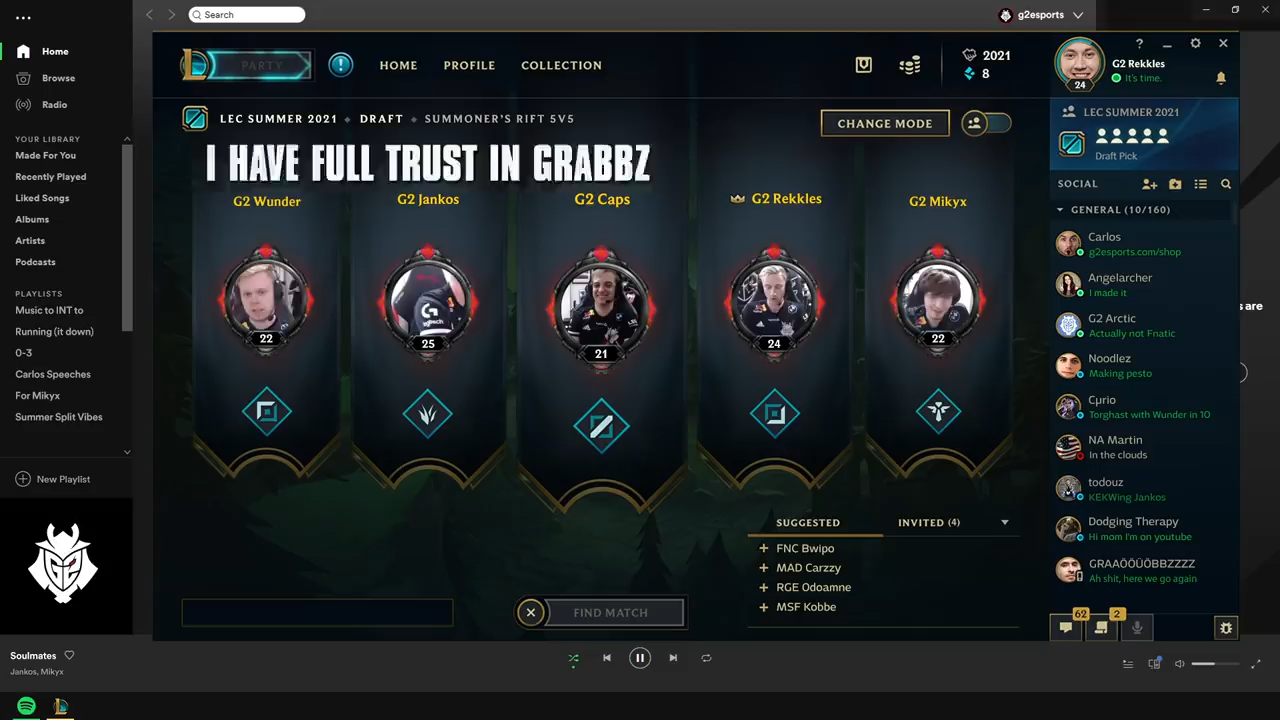 Search
g2esports
Home
Browse
Radio
YOUR LIBRARY
Made For You
Recently Played
Liked Songs
Albums
Artists
Podcasts
PLAYLISTS
Music to INT to
Running (it down)
0-3
Carlos Speeches
For Mikyx
Summer Split Vibes
New Playlist
PARTY
HOME
PROFILE
COLLECTION
2021
8
LEC SUMMER 2021 ◆ DRAFT ◆ SUMMONER'S RIFT 5V5
CHANGE MODE
I HAVE FULL TRUST IN GRABBZ
G2 Wunder
G2 Jankos
G2 Caps
G2 Rekkles
G2 Mikyx
22
25
21
24
22
SUGGESTED
INVITED (4)
+ FNC Bwipo
+ MAD Carzzy
+ RGE Odoamne
+ MSF Kobbe
FIND MATCH
G2 Rekkles
It's time.
24
LEC SUMMER 2021
Draft Pick
SOCIAL
GENERAL (10/160)
Carlos
g2esports.com/shop
Angelarcher
I made it
G2 Arctic
Actually not Fnatic
Noodlez
Making pesto
Cyrio
Torghast with Wunder in 10
NA Martin
In the clouds
todouz
KEKWing Jankos
Dodging Therapy
Hi mom I'm on youtube
GRAAÖÖÜÖBBZZZZ
Ah shit, here we go again
62
2
s are
Soulmates
Jankos, Mikyx